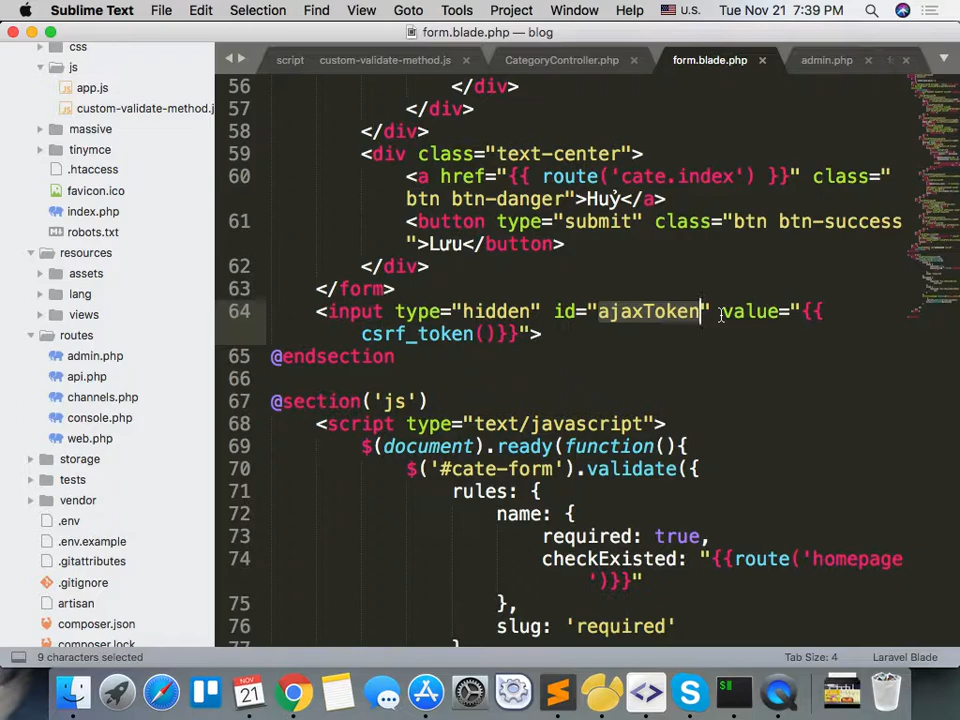 Sublime Text File Edit Selection Find View Goto Tools Project Window Help U.S. Tue Nov 21 7:39 PM
form.blade.php — blog
script custom-validate-method.js CategoryController.php form.blade.php admin.php
css
js
app.js
custom-validate-method.j
massive
tinymce
.htaccess
favicon.ico
index.php
robots.txt
resources
assets
lang
views
routes
admin.php
api.php
channels.php
console.php
web.php
storage
tests
vendor
.env
.env.example
.gitattributes
.gitignore
artisan
composer.json
composer.lock
56 </div>
57 </div>
58 </div>
59 <div class="text-center">
60 <a href="{{ route('cate.index') }}" class="
btn btn-danger">Huỷ</a>
61 <button type="submit" class="btn btn-success
">Lưu</button>
62 </div>
63 </form>
64 <input type="hidden" id="ajaxToken" value="{{
csrf_token()}}">
65 @endsection
66
67 @section('js')
68 <script type="text/javascript">
69 $(document).ready(function(){
70 $('#cate-form').validate({
71 rules: {
72 name: {
73 required: true,
74 checkExisted: "{{route('homepage
')}}"
75 },
76 slug: 'required'
77 }
9 characters selected Tab Size: 4 Laravel Blade
NOV
21